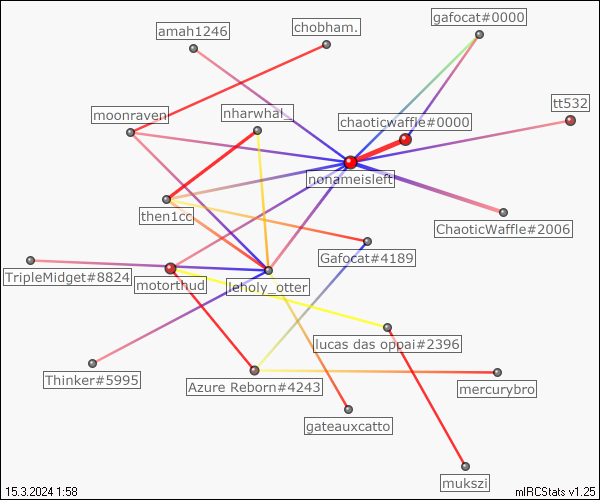 gafocat#0000
amah1246
chobham.
tt532
moonraven
nharwhal_
chaoticwaffle#0000
nonameisleft
then1cc
ChaoticWaffle#2006
Gafocat#4189
TripleMidget#8824
motorthud
leholy_otter
lucas das oppai#2396
Thinker#5995
Azure Reborn#4243
mercurybro
gateauxcatto
mukszi
15.3.2024 1:58
mIRCStats v1.25